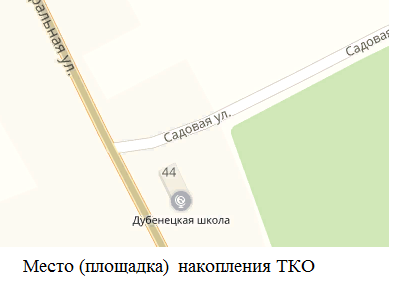 ральная ул.
Садовая
Садовая ул.
44
Дубенецкая школа
Место (площадка) накопления ТКО